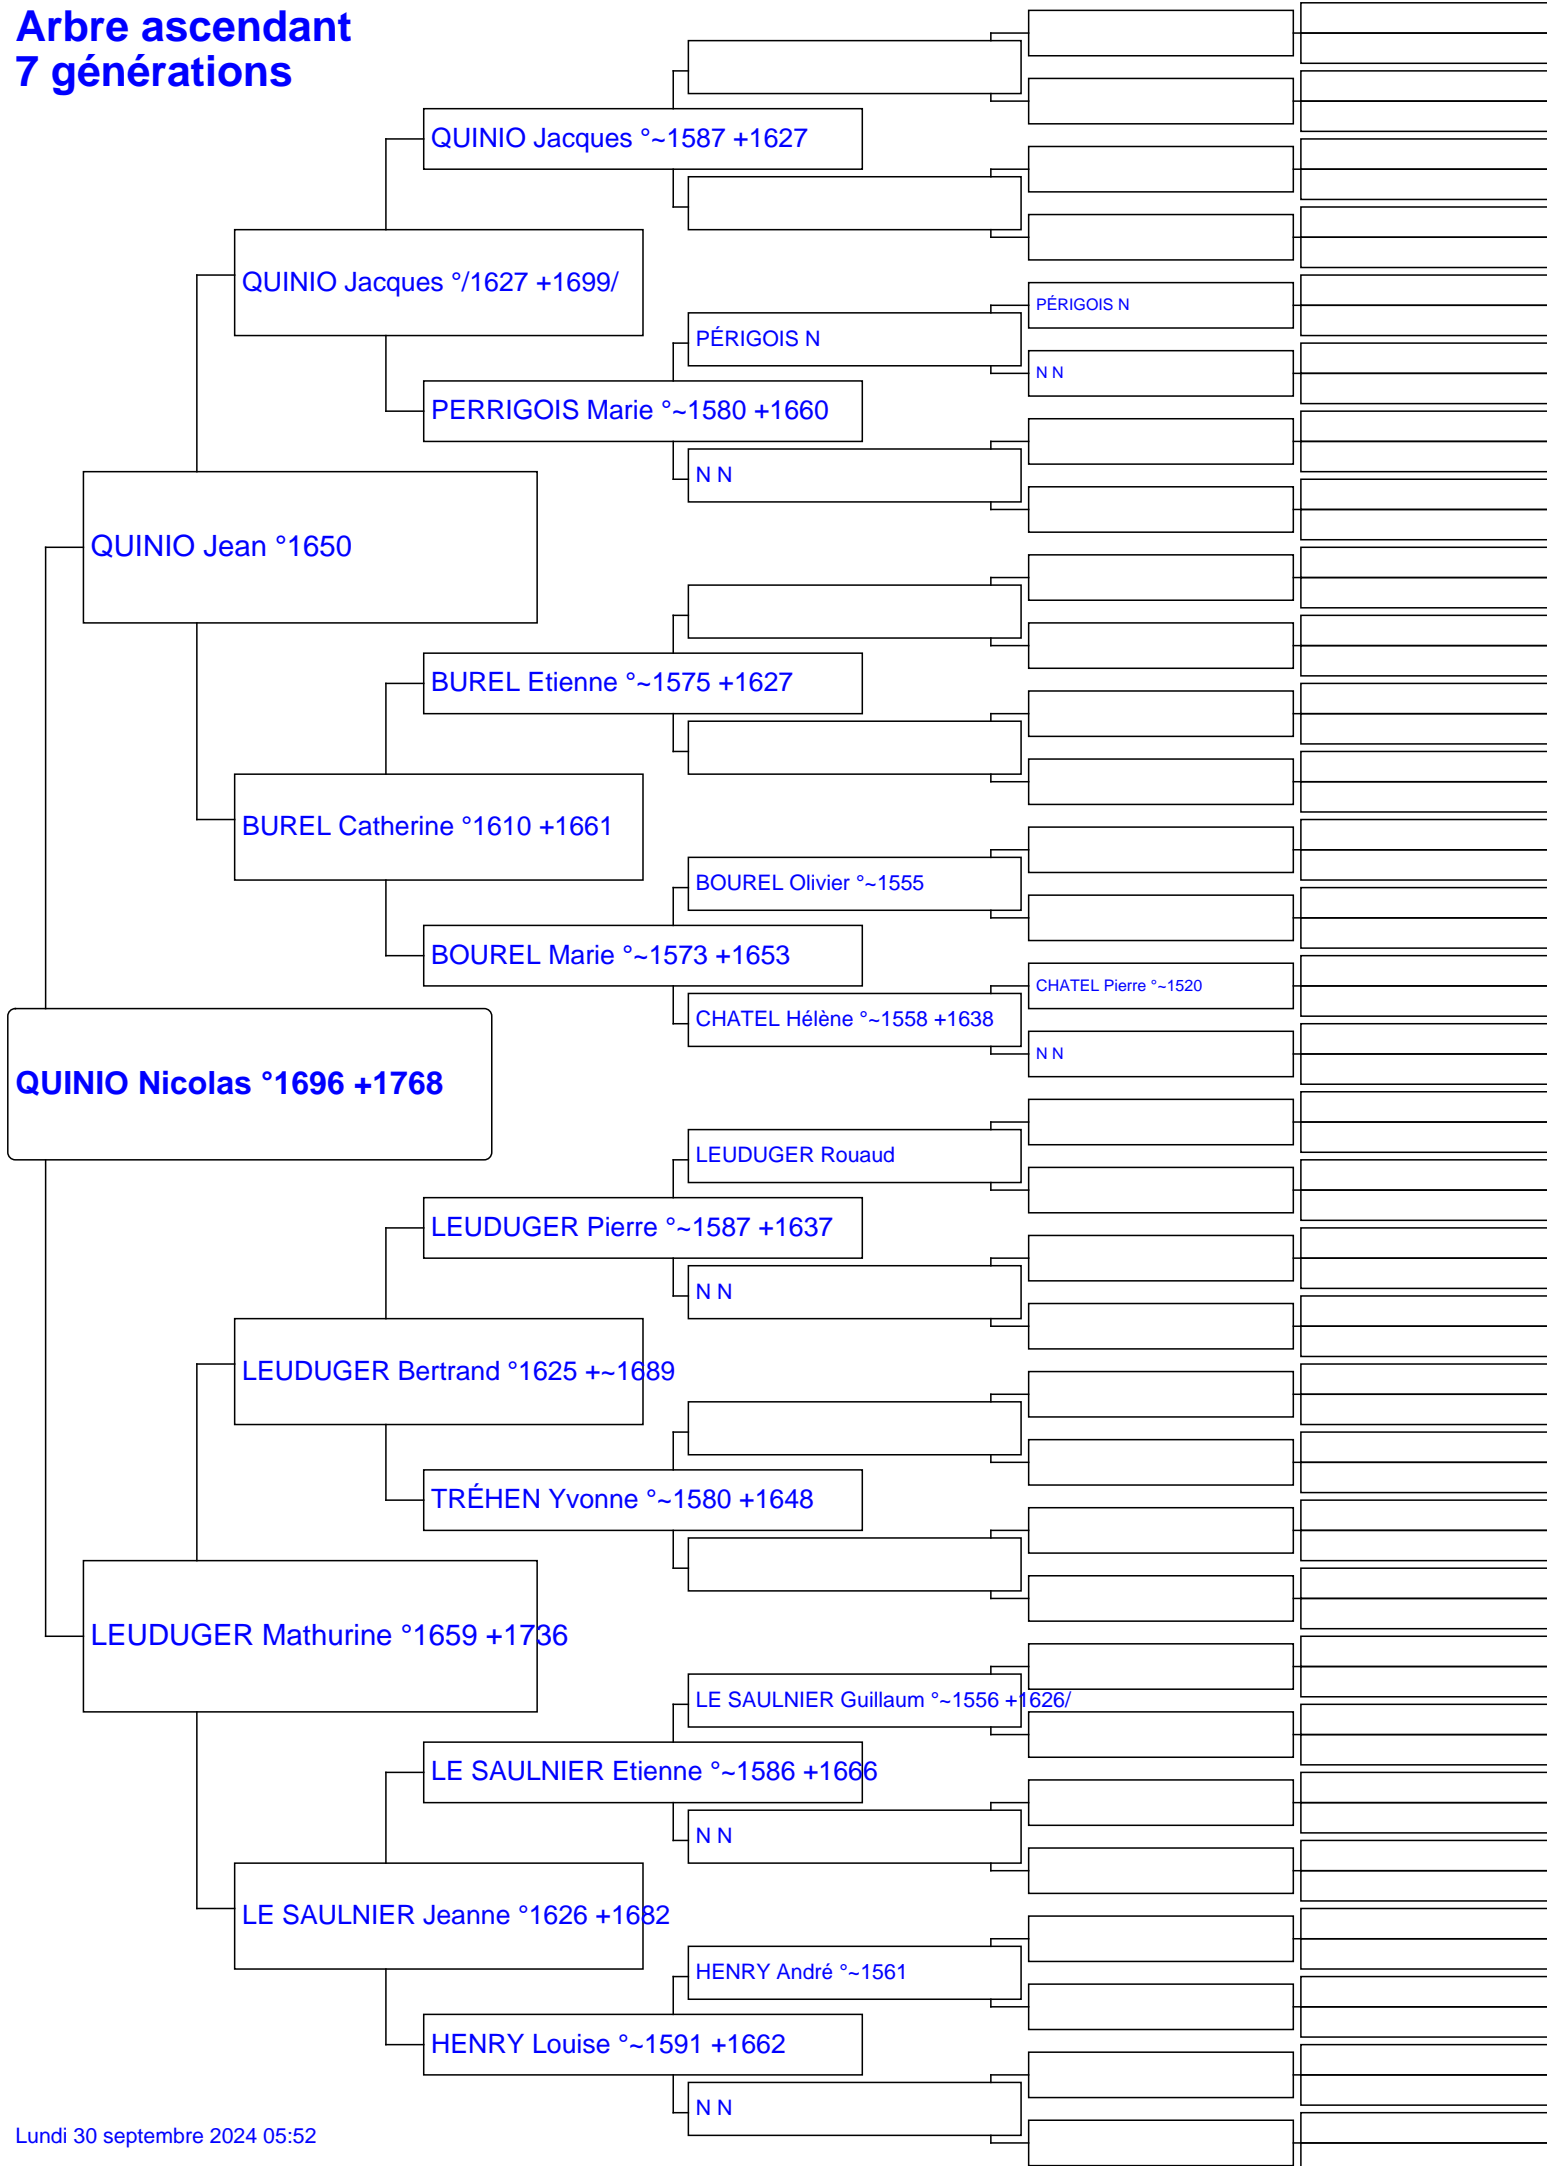 Arbre ascendant
7 générations
QUINIO Jacques °~1587 +1627
QUINIO Jacques °/1627 +1699/
PÉRIGOIS N
PÉRIGOIS N
N N
PERRIGOIS Marie °~1580 +1660
N N
QUINIO Jean °1650
BUREL Etienne °~1575 +1627
BUREL Catherine °1610 +1661
BOUREL Olivier °~1555
BOUREL Marie °~1573 +1653
CHATEL Pierre °~1520
CHATEL Hélène °~1558 +1638
N N
QUINIO Nicolas °1696 +1768
LEUDUGER Rouaud
LEUDUGER Pierre °~1587 +1637
N N
LEUDUGER Bertrand °1625 +~1689
TRÉHEN Yvonne °~1580 +1648
LEUDUGER Mathurine °1659 +1736
LE SAULNIER Guillaum °~1556 +1626/
LE SAULNIER Etienne °~1586 +1666
N N
LE SAULNIER Jeanne °1626 +1682
HENRY André °~1561
HENRY Louise °~1591 +1662
N N
Lundi 30 septembre 2024 05:52